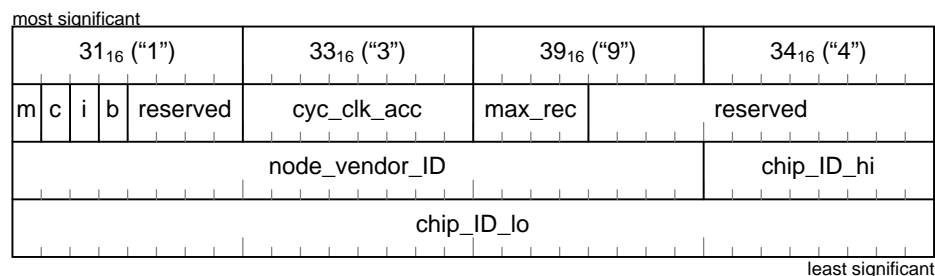 most significant
31₁₆ (“1”) 33₁₆ (“3”) 39₁₆ (“9”) 34₁₆ (“4”)
m c i b reserved cyc_clk_acc max_rec reserved
node_vendor_ID chip_ID_hi
chip_ID_lo
least significant